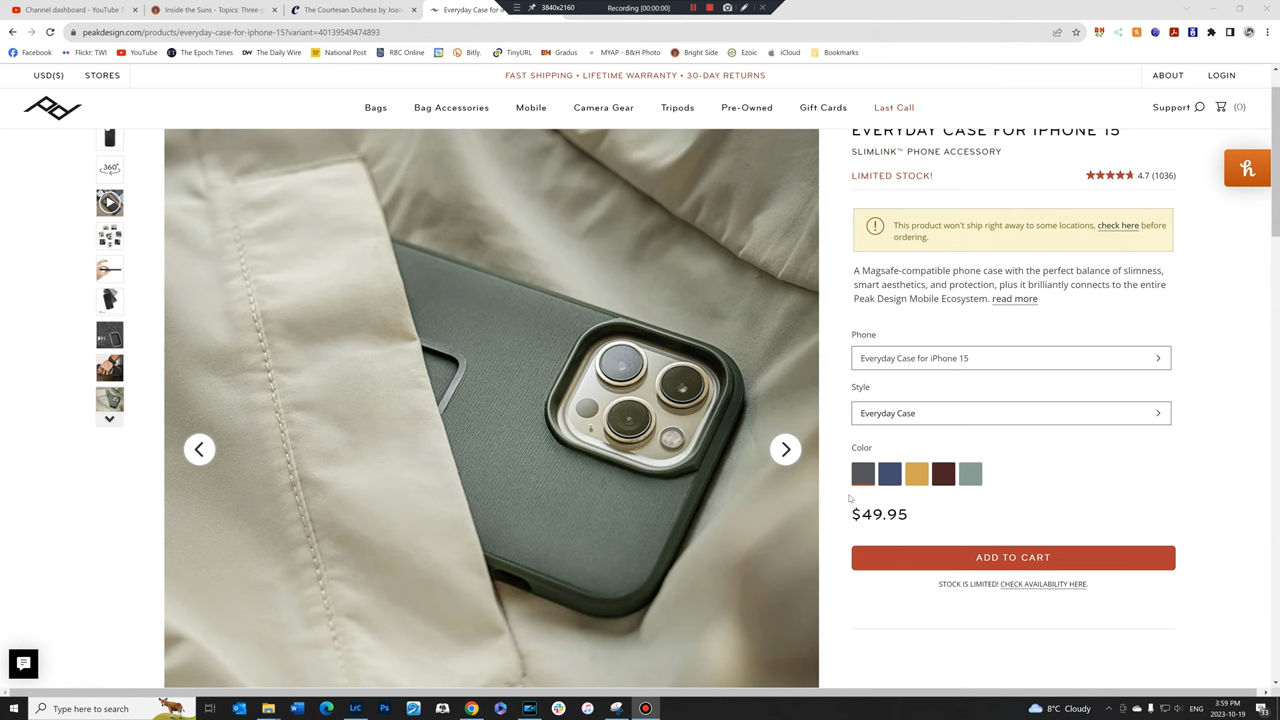 Channel dashboard - YouTube S
Inside the Suns - Topics: Three-p
The Courtesan Duchess by Joan
Everyday Case for
3840x2160
Recording [00:00:00]
peakdesign.com/products/everyday-case-for-iphone-15?variant=40139549474893
Facebook
Flickr: TWI
YouTube
The Epoch Times
The Daily Wire
National Post
RBC Online
Bitly.
TinyURL
Gradus
MYAP - B&H Photo
Bright Side
Ezoic
iCloud
Bookmarks
USD($)
STORES
FAST SHIPPING • LIFETIME WARRANTY • 30-DAY RETURNS
ABOUT
LOGIN
Bags
Bag Accessories
Mobile
Camera Gear
Tripods
Pre-Owned
Gift Cards
Last Call
Support
(0)
EVERYDAY CASE FOR IPHONE 15
SLIMLINK™ PHONE ACCESSORY
LIMITED STOCK!
4.7 (1036)
360°
This product won't ship right away to some locations, check here before
ordering.
A Magsafe-compatible phone case with the perfect balance of slimness,
smart aesthetics, and protection, plus it brilliantly connects to the entire
Peak Design Mobile Ecosystem. read more
Phone
Everyday Case for iPhone 15
Style
Everyday Case
Color
$49.95
ADD TO CART
STOCK IS LIMITED! CHECK AVAILABILITY HERE.
Type here to search
8°C Cloudy
ENG
3:59 PM
2023-10-19
33